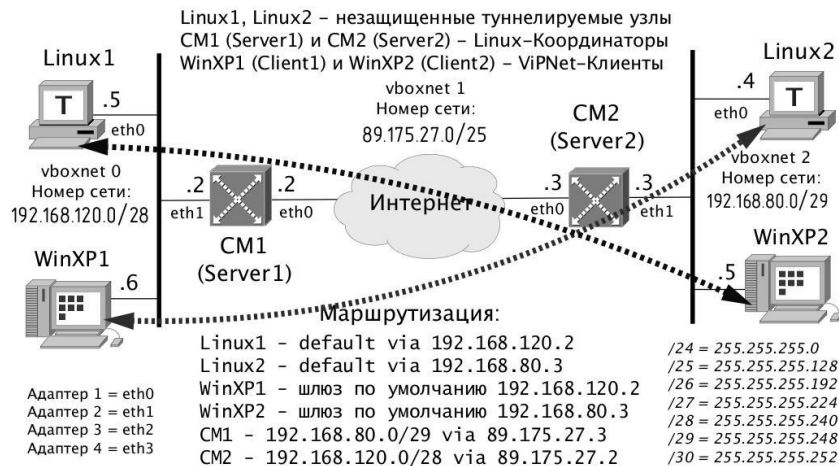 Linux1, Linux2 – незащищенные туннелируемые узлы
CM1 (Server1) и CM2 (Server2) – Linux–Координаторы
WinXP1 (Client1) и WinXP2 (Client2) – ViPNet–Клиенты
Linux1
T
.5
eth0
vboxnet 0
Номер сети:
192.168.120.0/28
WinXP1
.6
.2
eth1
CM1
(Server1)
.2
eth0
vboxnet 1
Номер сети:
89.175.27.0/25
Интернет
CM2
(Server2)
.3
eth0
.3
eth1
Linux2
T
.4
eth0
vboxnet 2
Номер сети:
192.168.80.0/29
WinXP2
.5
Маршрутизация:
Linux1 – default via 192.168.120.2
Linux2 – default via 192.168.80.3
WinXP1 – шлюз по умолчанию 192.168.120.2
WinXP2 – шлюз по умолчанию 192.168.80.3
CM1 – 192.168.80.0/29 via 89.175.27.3
CM2 – 192.168.120.0/28 via 89.175.27.2
Адаптер 1 = eth0
Адаптер 2 = eth1
Адаптер 3 = eth2
Адаптер 4 = eth3
/24 = 255.255.255.0
/25 = 255.255.255.128
/26 = 255.255.255.192
/27 = 255.255.255.224
/28 = 255.255.255.240
/29 = 255.255.255.248
/30 = 255.255.255.252